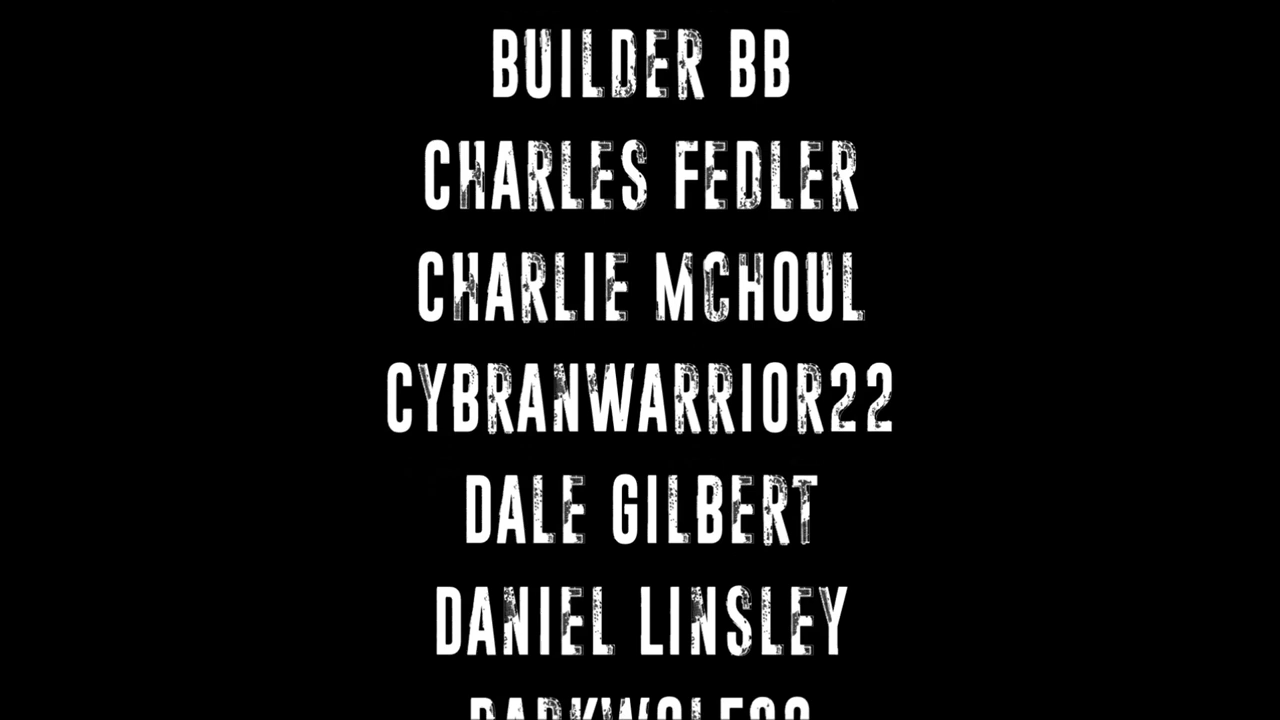 BUILDER BB
CHARLES FEDLER
CHARLIE MCHOUL
CYBRANWARRIOR22
DALE GILBERT
DANIEL LINSLEY